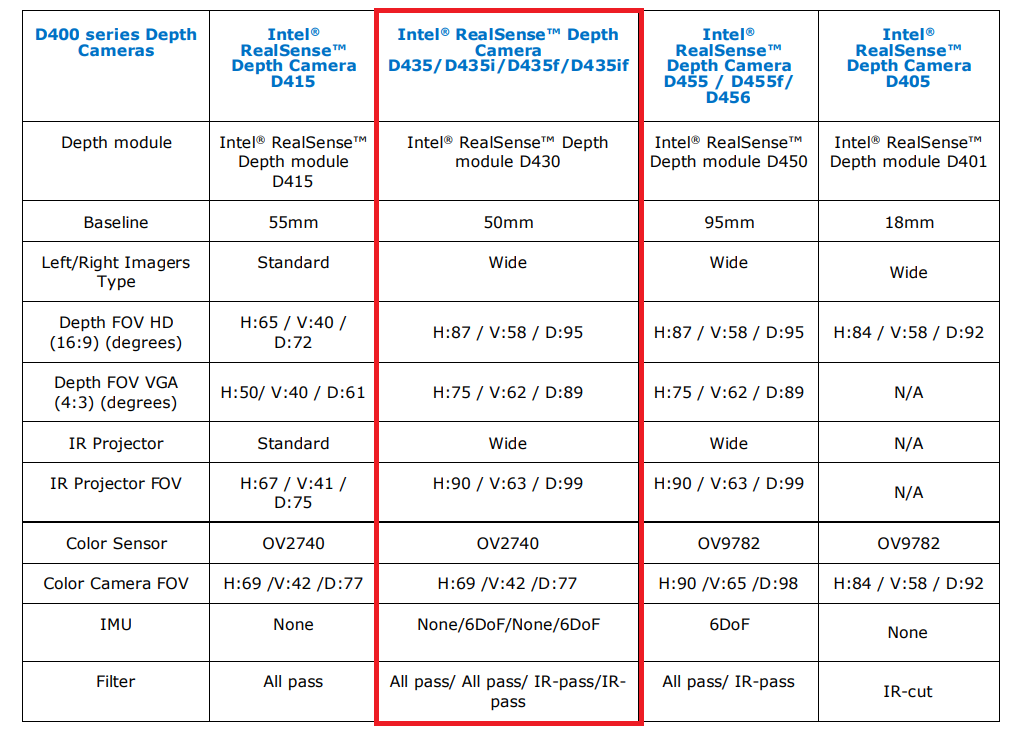 D400 series Depth
Cameras
Intel® RealSense™
Depth Camera
D415
Intel® RealSense™ Depth
Camera
D435/D435i/D435f/D435if
Intel®
RealSense™
Depth Camera
D455 / D455f/
D456
Intel®
RealSense™
Depth Camera
D405
Depth module
Intel® RealSense™
Depth module
D415
Intel® RealSense™ Depth
module D430
Intel® RealSense™
Depth module D450
Intel® RealSense™
Depth module D401
Baseline
55mm
50mm
95mm
18mm
Left/Right Imagers
Type
Standard
Wide
Wide
Wide
Depth FOV HD
(16:9) (degrees)
H:65 / V:40 /
D:72
H:87 / V:58 / D:95
H:87 / V:58 / D:95
H:84 / V:58 / D:92
Depth FOV VGA
(4:3) (degrees)
H:50/ V:40 / D:61
H:75 / V:62 / D:89
H:75 / V:62 / D:89
N/A
IR Projector
Standard
Wide
Wide
N/A
IR Projector FOV
H:67 / V:41 /
D:75
H:90 / V:63 / D:99
H:90 / V:63 / D:99
N/A
Color Sensor
OV2740
OV2740
OV9782
OV9782
Color Camera FOV
H:69 /V:42 /D:77
H:69 /V:42 /D:77
H:90 /V:65 /D:98
H:84 / V:58 / D:92
IMU
None
None/6DoF/None/6DoF
6DoF
None
Filter
All pass
All pass/ All pass/ IR-pass/IR-
pass
All pass/ IR-pass
IR-cut